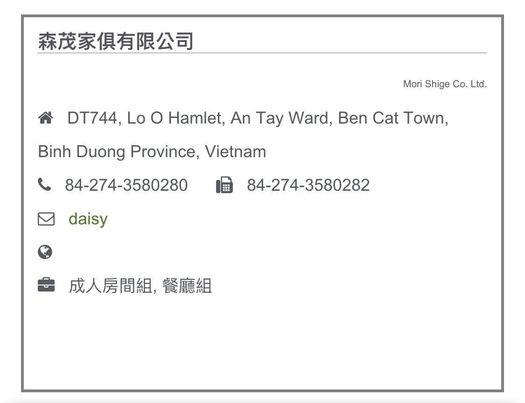 森茂家俱有限公司
Mori Shige Co. Ltd.
DT744, Lo O Hamlet, An Tay Ward, Ben Cat Town,
Binh Duong Province, Vietnam
84-274-3580280 84-274-3580282
daisy
成人房間組, 餐廳組